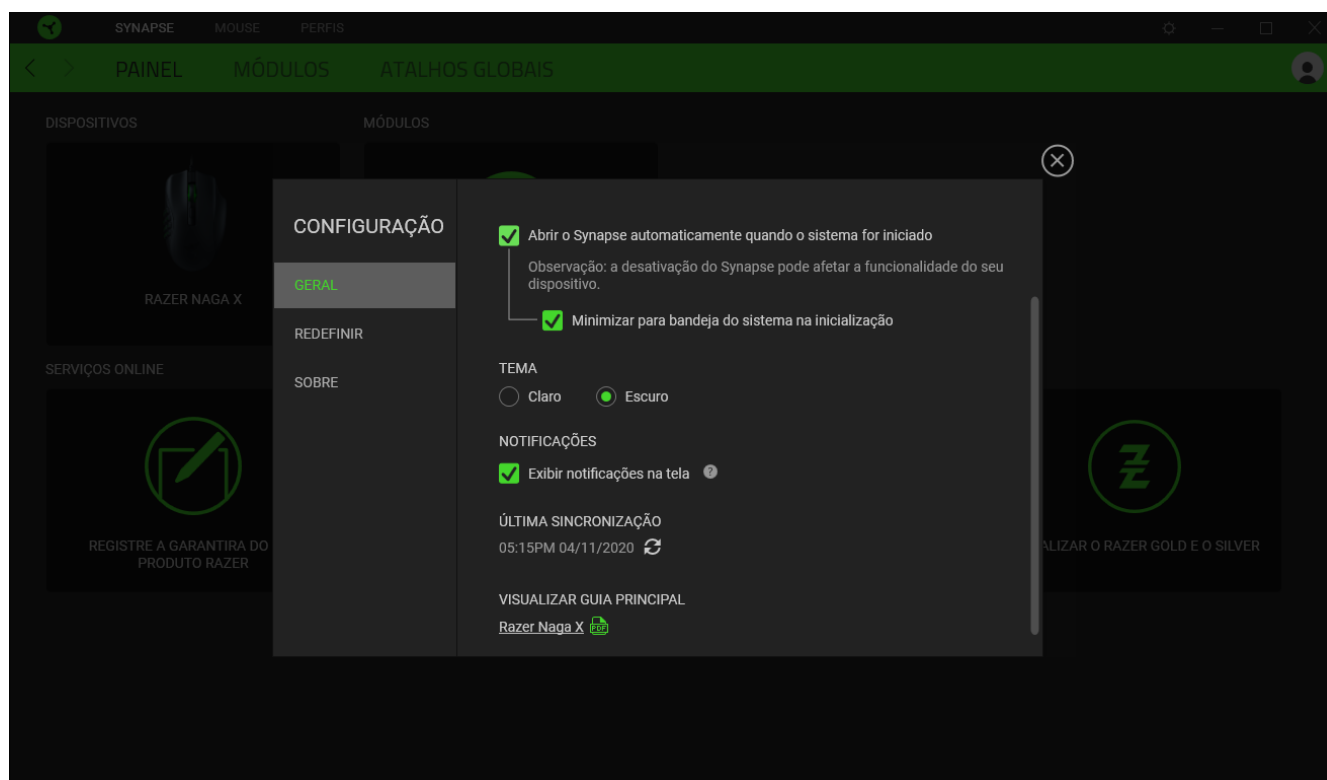 SYNAPSE MOUSE PERFIS
PAINEL MÓDULOS ATALHOS GLOBAIS
DISPOSITIVOS MÓDULOS
RAZER NAGA X
SERVIÇOS ONLINE
REGISTRE A GARANTIRA DO
PRODUTO RAZER
CONFIGURAÇÃO
GERAL
REDEFINIR
SOBRE
Abrir o Synapse automaticamente quando o sistema for iniciado
Observação: a desativação do Synapse pode afetar a funcionalidade do seu
dispositivo.
Minimizar para bandeja do sistema na inicialização
TEMA
Claro Escuro
NOTIFICAÇÕES
Exibir notificações na tela ?
ÚLTIMA SINCRONIZAÇÃO
05:15PM 04/11/2020
VISUALIZAR GUIA PRINCIPAL
Razer Naga X PDF
ALIZAR O RAZER GOLD E O SILVER